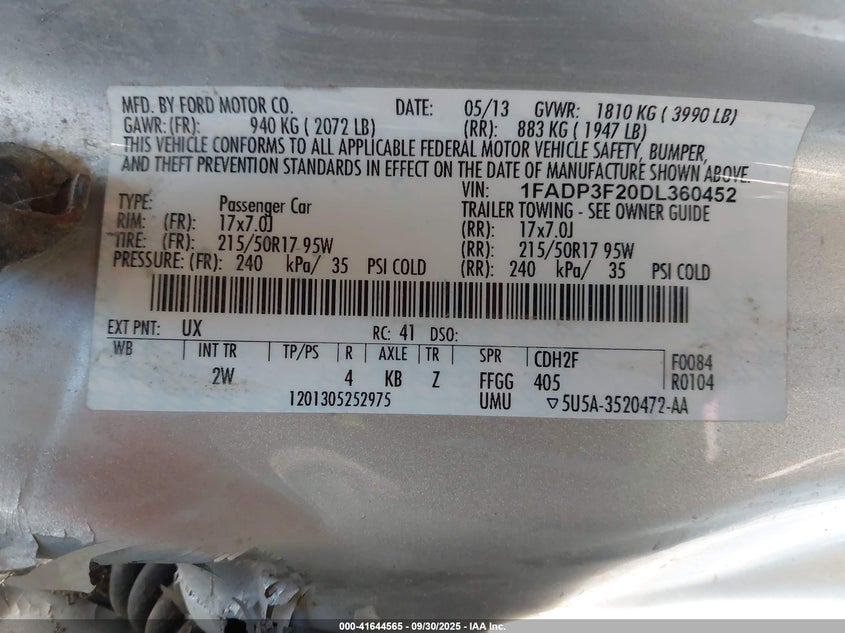 MFD. BY FORD MOTOR CO. DATE: 05/13 GVWR: 1810 KG ( 3990 LB)
GAWR: (FR): 940 KG ( 2072 LB) (RR): 883 KG ( 1947 LB)
THIS VEHICLE CONFORMS TO ALL APPLICABLE FEDERAL MOTOR VEHICLE SAFETY, BUMPER,
AND THEFT PREVENTION STANDARDS IN EFFECT ON THE DATE OF MANUFACTURE SHOWN ABOVE.
VIN: 1FADP3F20DL360452
TYPE: Passenger Car TRAILER TOWING - SEE OWNER GUIDE
RIM: (FR): 17x7.0J (RR): 17x7.0J
TIRE: (FR): 215/50R17 95W (RR): 215/50R17 95W
PRESSURE: (FR): 240 kPa/ 35 PSI COLD (RR): 240 kPa/ 35 PSI COLD
EXT PNT: UX RC: 41 DSO:
WB INT TR TP/PS R AXLE TR SPR CDH2F F0084
2W 4 KB Z FFGG 405 R0104
1201305252975 UMU ▽5U5A-3520472-AA
000-41644565 - 09/30/2025 - US Auctions - IAA Inc.